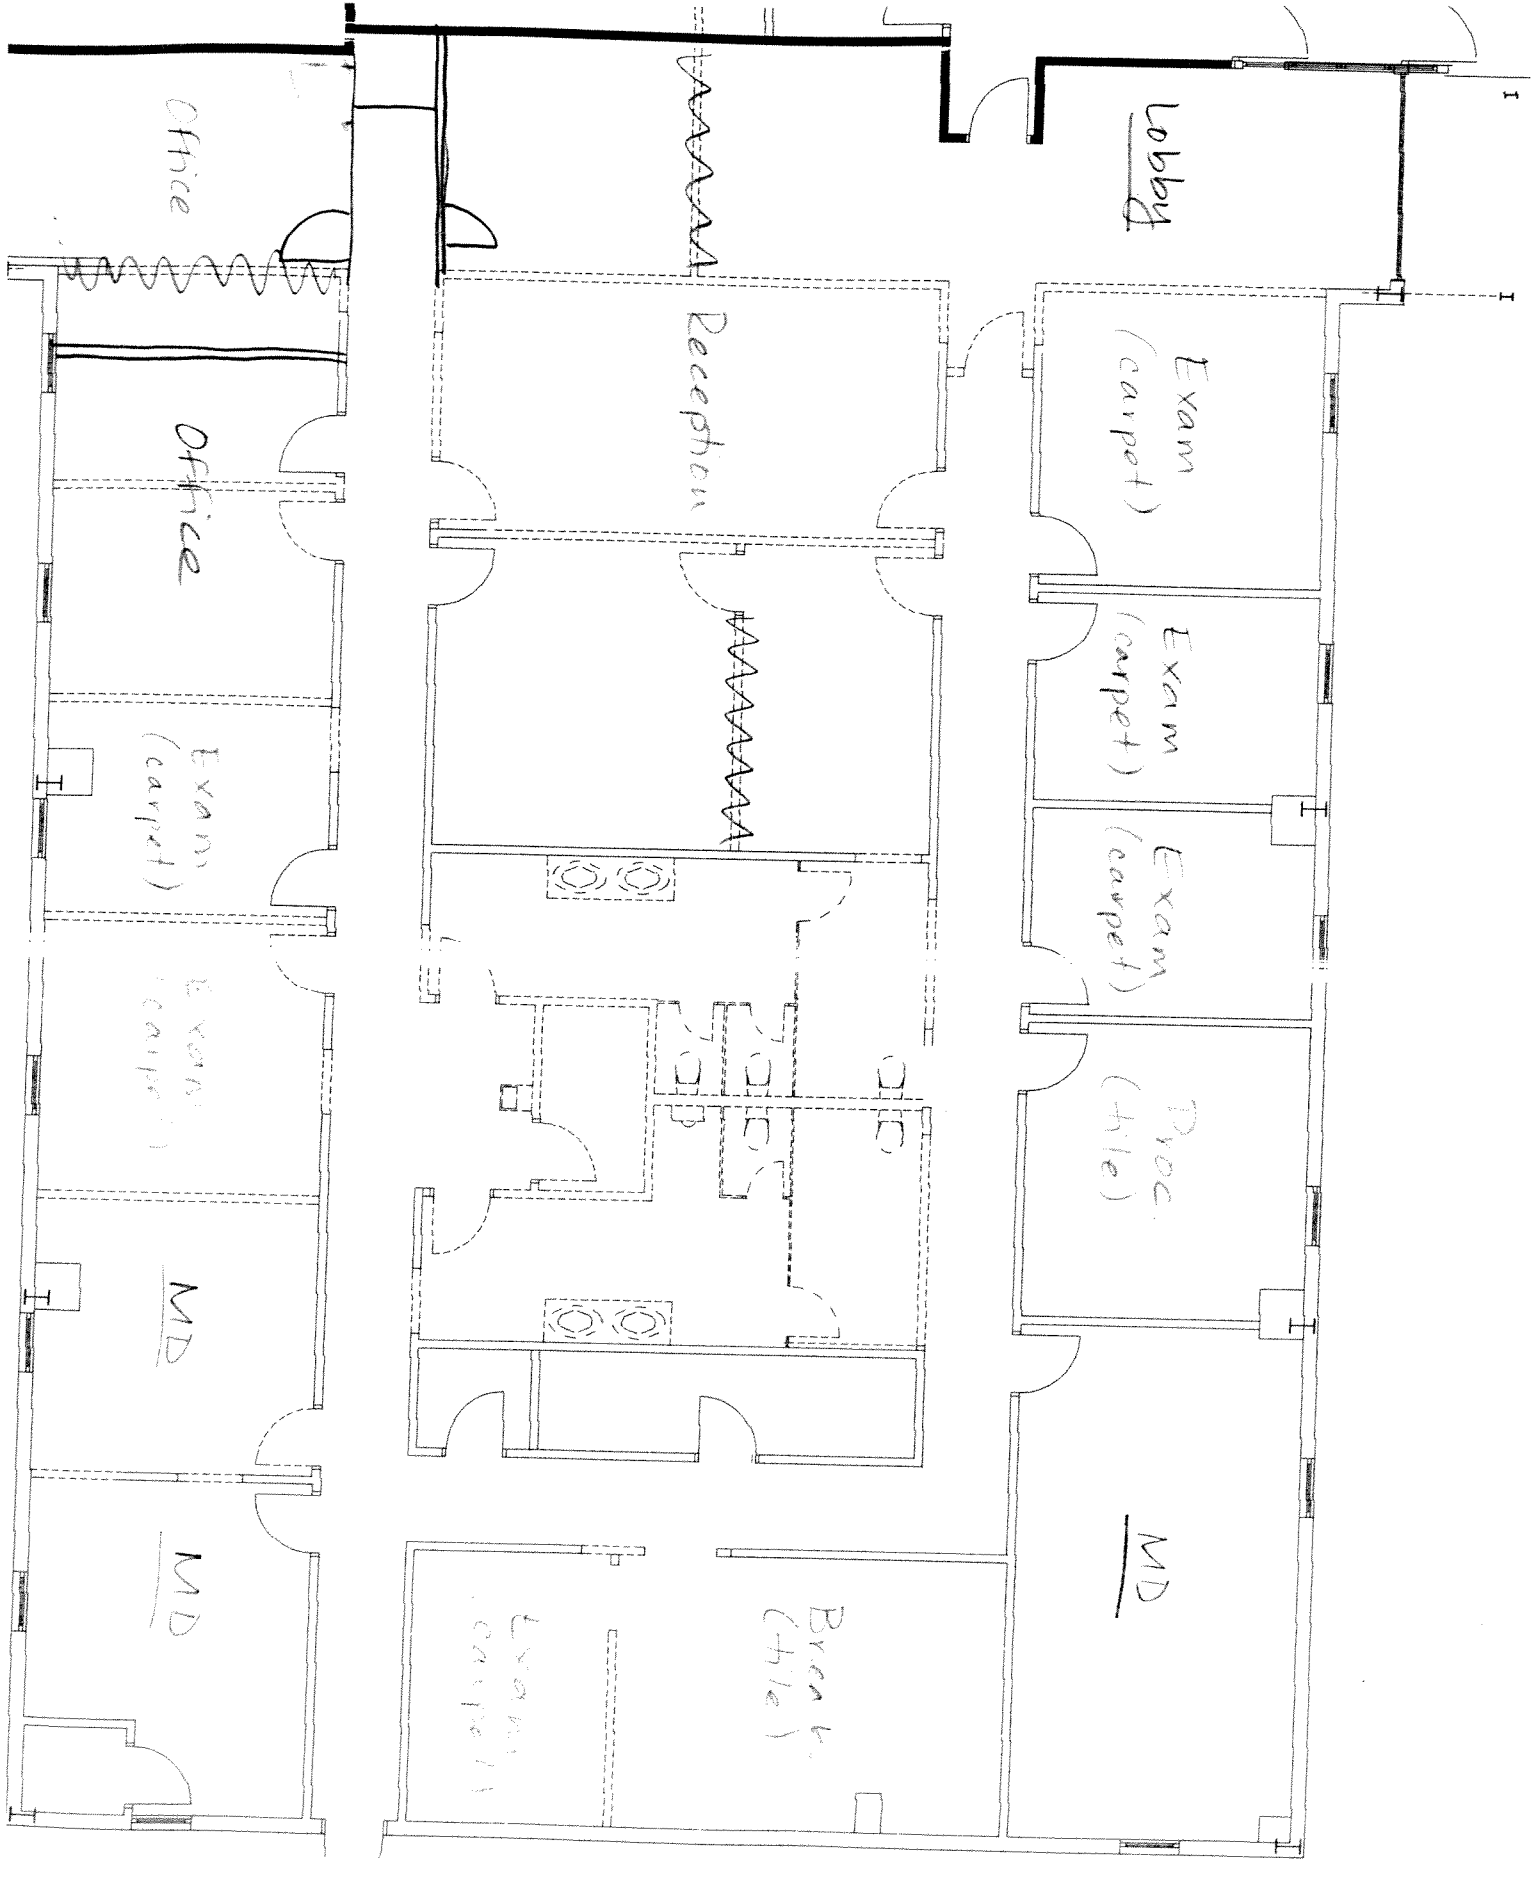 Lobby
Exam
(carpet)
Exam
(carpet)
Exam
(carpet)
Proc.
(tile)
MD
Reception
Break
(tile)
Exam
Office
Office
Exam
(carpet)
Exam
MD
MD